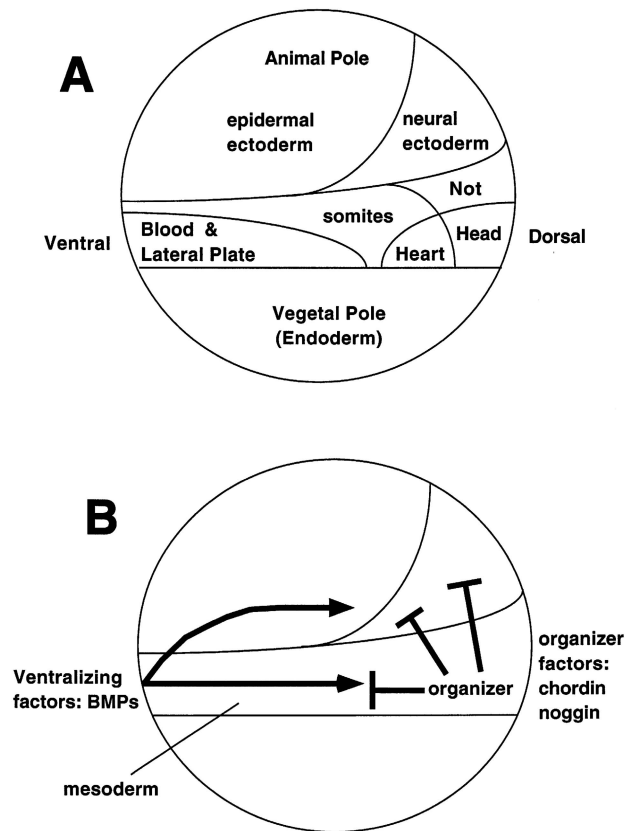 A
Animal Pole
epidermal
ectoderm
neural
ectoderm
Not
somites
Ventral
Blood &
Lateral Plate
Heart
Head
Dorsal
Vegetal Pole
(Endoderm)
B
Ventralizing
factors: BMPs
organizer
organizer
factors:
chordin
noggin
mesoderm